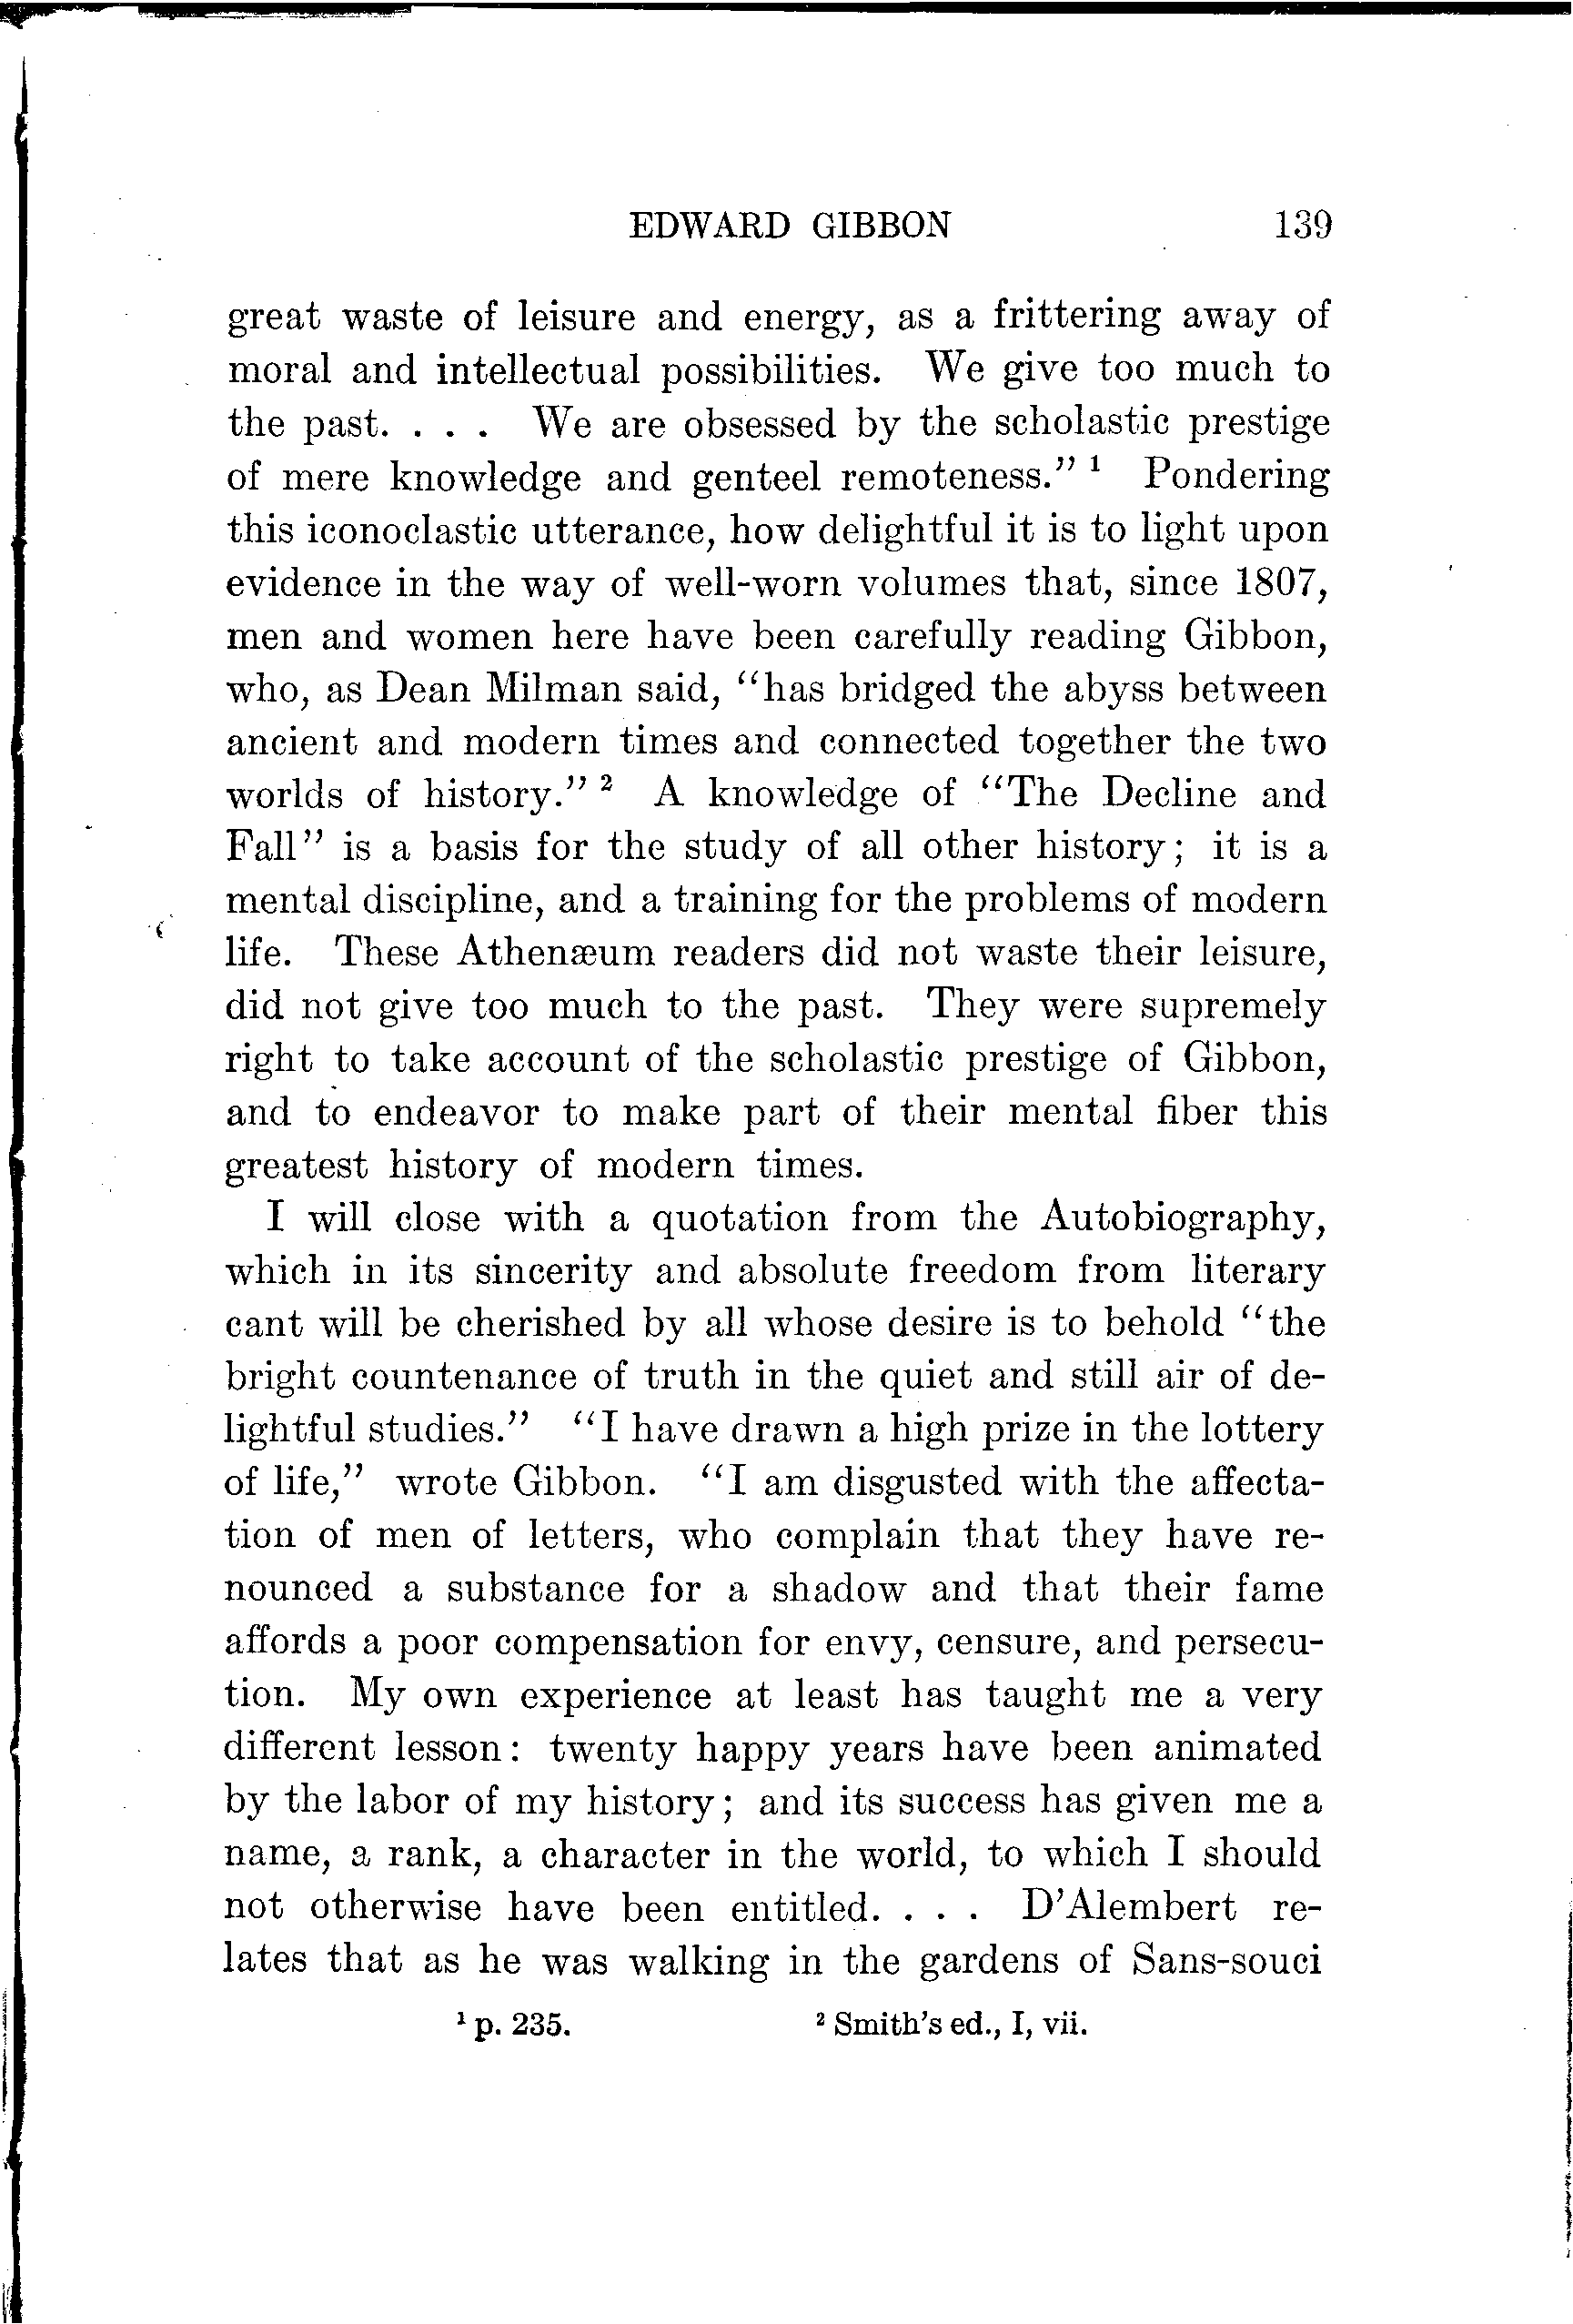 EDWARD GIBBON 139
great waste of leisure and energy, as a frittering away of
moral and intellectual possibilities. We give too much to
the past. . . . We are obsessed by the scholastic prestige
of mere knowledge and genteel remoteness." ¹ Pondering
this iconoclastic utterance, how delightful it is to light upon
evidence in the way of well-worn volumes that, since 1807,
men and women here have been carefully reading Gibbon,
who, as Dean Milman said, "has bridged the abyss between
ancient and modern times and connected together the two
worlds of history." ² A knowledge of "The Decline and
Fall" is a basis for the study of all other history; it is a
mental discipline, and a training for the problems of modern
life. These Athenæum readers did not waste their leisure,
did not give too much to the past. They were supremely
right to take account of the scholastic prestige of Gibbon,
and to endeavor to make part of their mental fiber this
greatest history of modern times.
I will close with a quotation from the Autobiography,
which in its sincerity and absolute freedom from literary
cant will be cherished by all whose desire is to behold "the
bright countenance of truth in the quiet and still air of de-
lightful studies." "I have drawn a high prize in the lottery
of life," wrote Gibbon. "I am disgusted with the affecta-
tion of men of letters, who complain that they have re-
nounced a substance for a shadow and that their fame
affords a poor compensation for envy, censure, and persecu-
tion. My own experience at least has taught me a very
different lesson: twenty happy years have been animated
by the labor of my history; and its success has given me a
name, a rank, a character in the world, to which I should
not otherwise have been entitled. . . . D'Alembert re-
lates that as he was walking in the gardens of Sans-souci
¹ p. 235. ² Smith's ed., I, vii.